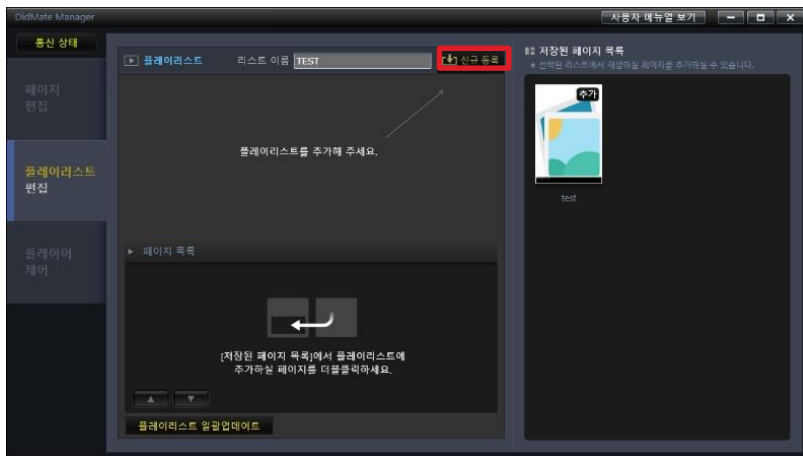 DidMate Manager
사용자 메뉴얼 보기
통신 상태
페이지
편집
플레이리스트
편집
플레이어
제어
플레이리스트
리스트 이름
TEST
신규 등록
플레이리스트를 추가해 주세요.
페이지 목록
[저장된 페이지 목록]에서 플레이리스트에
추가하실 페이지를 더블클릭하세요.
▲
▼
플레이리스트 일괄업데이트
저장된 페이지 목록
* 선택된 리스트에서 재생하실 페이지를 추가하실 수 있습니다.
추가
test